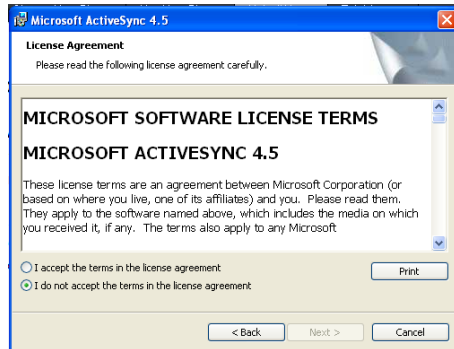 Microsoft ActiveSync 4.5
License Agreement
Please read the following license agreement carefully.
MICROSOFT SOFTWARE LICENSE TERMS
MICROSOFT ACTIVESYNC 4.5
These license terms are an agreement between Microsoft Corporation (or
based on where you live, one of its affiliates) and you.  Please read them.
They apply to the software named above, which includes the media on which
you received it, if any.  The terms also apply to any Microsoft
I accept the terms in the license agreement
Print
I do not accept the terms in the license agreement
< Back
Next >
Cancel